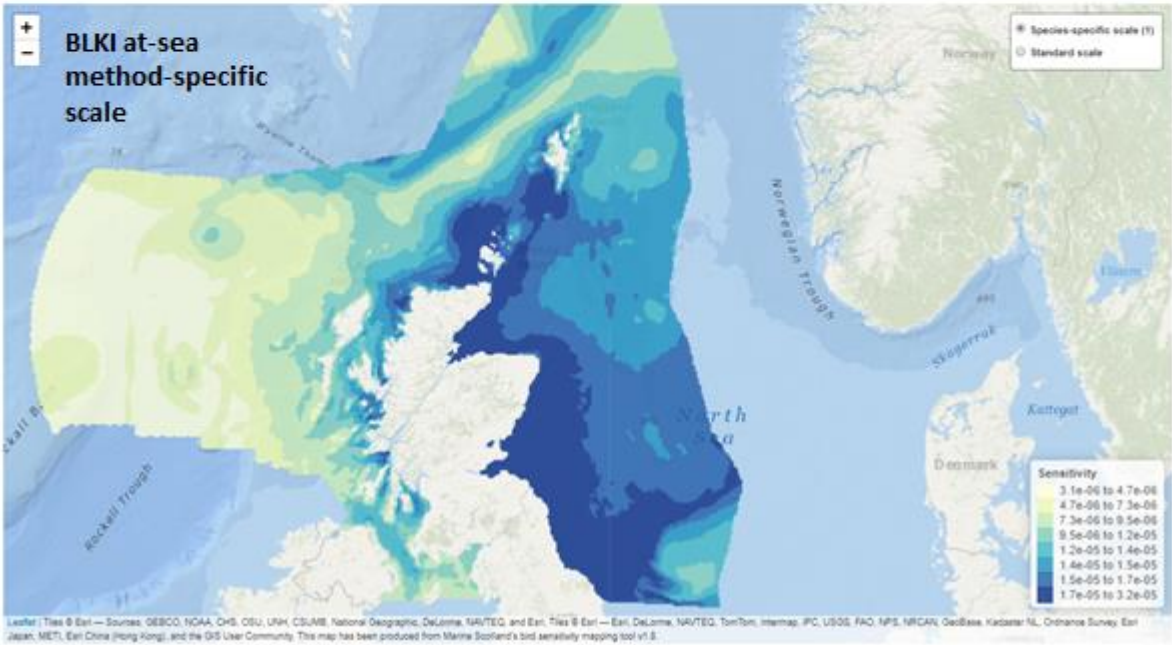 +
−
BLKI at-sea
method-specific
scale
Species-specific scale (1)
Standard scale
Norway
Norwegian Trough
Skagerrak
Kattegat
North
Sea
Denmark
Rockall Trough
Sensitivity
3.1e-06 to 4.7e-06
4.7e-06 to 7.3e-06
7.3e-06 to 9.5e-06
9.5e-06 to 1.2e-05
1.2e-05 to 1.4e-05
1.4e-05 to 1.5e-05
1.5e-05 to 1.7e-05
1.7e-05 to 3.2e-05
Leaflet | Tiles © Esri — Sources: GEBCO, NOAA, CHS, OSU, UNH, CSUMB, National Geographic, DeLorme, NAVTEQ, and Esri, Tiles © Esri — Esri, DeLorme, NAVTEQ, TomTom, Intermap, iPC, USGS, FAO, NPS, NRCAN, GeoBase, Kadaster NL, Ordnance Survey, Esri
Japan, METI, Esri China (Hong Kong), and the GIS User Community. This map has been produced from Marine Scotland's bird sensitivity mapping tool